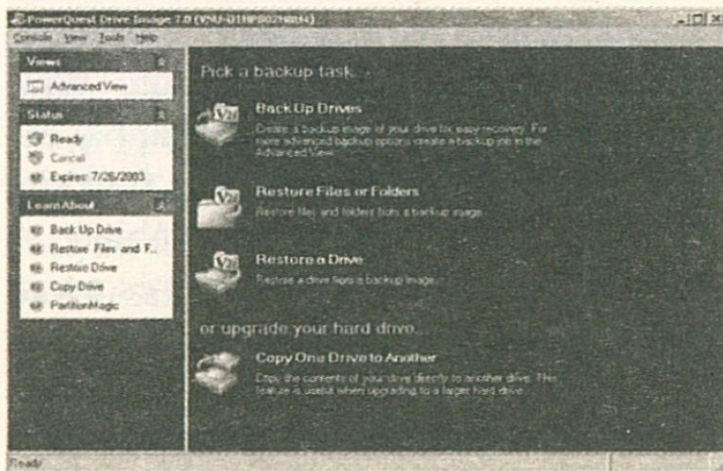 PowerQuest Drive Image 7.0
Console View Tools Help
Views
Advanced View
Status
Ready
Cancel
Expires: 7/26/2003
Learn About
Back Up Drive
Restore Files and F...
Restore Drive
Copy Drive
PartitionMagic
Pick a backup task...
Back Up Drives
Create a backup image of your drive for easy recovery. For
more advanced backup options create a backup job in the
Advanced View.
Restore Files or Folders
Restore files and folders from a backup image.
Restore a Drive
Restore a drive from a backup image.
or upgrade your hard drive...
Copy One Drive to Another
Copy the contents of your drive directly to another drive. This
feature is useful when upgrading to a larger hard drive.
Ready